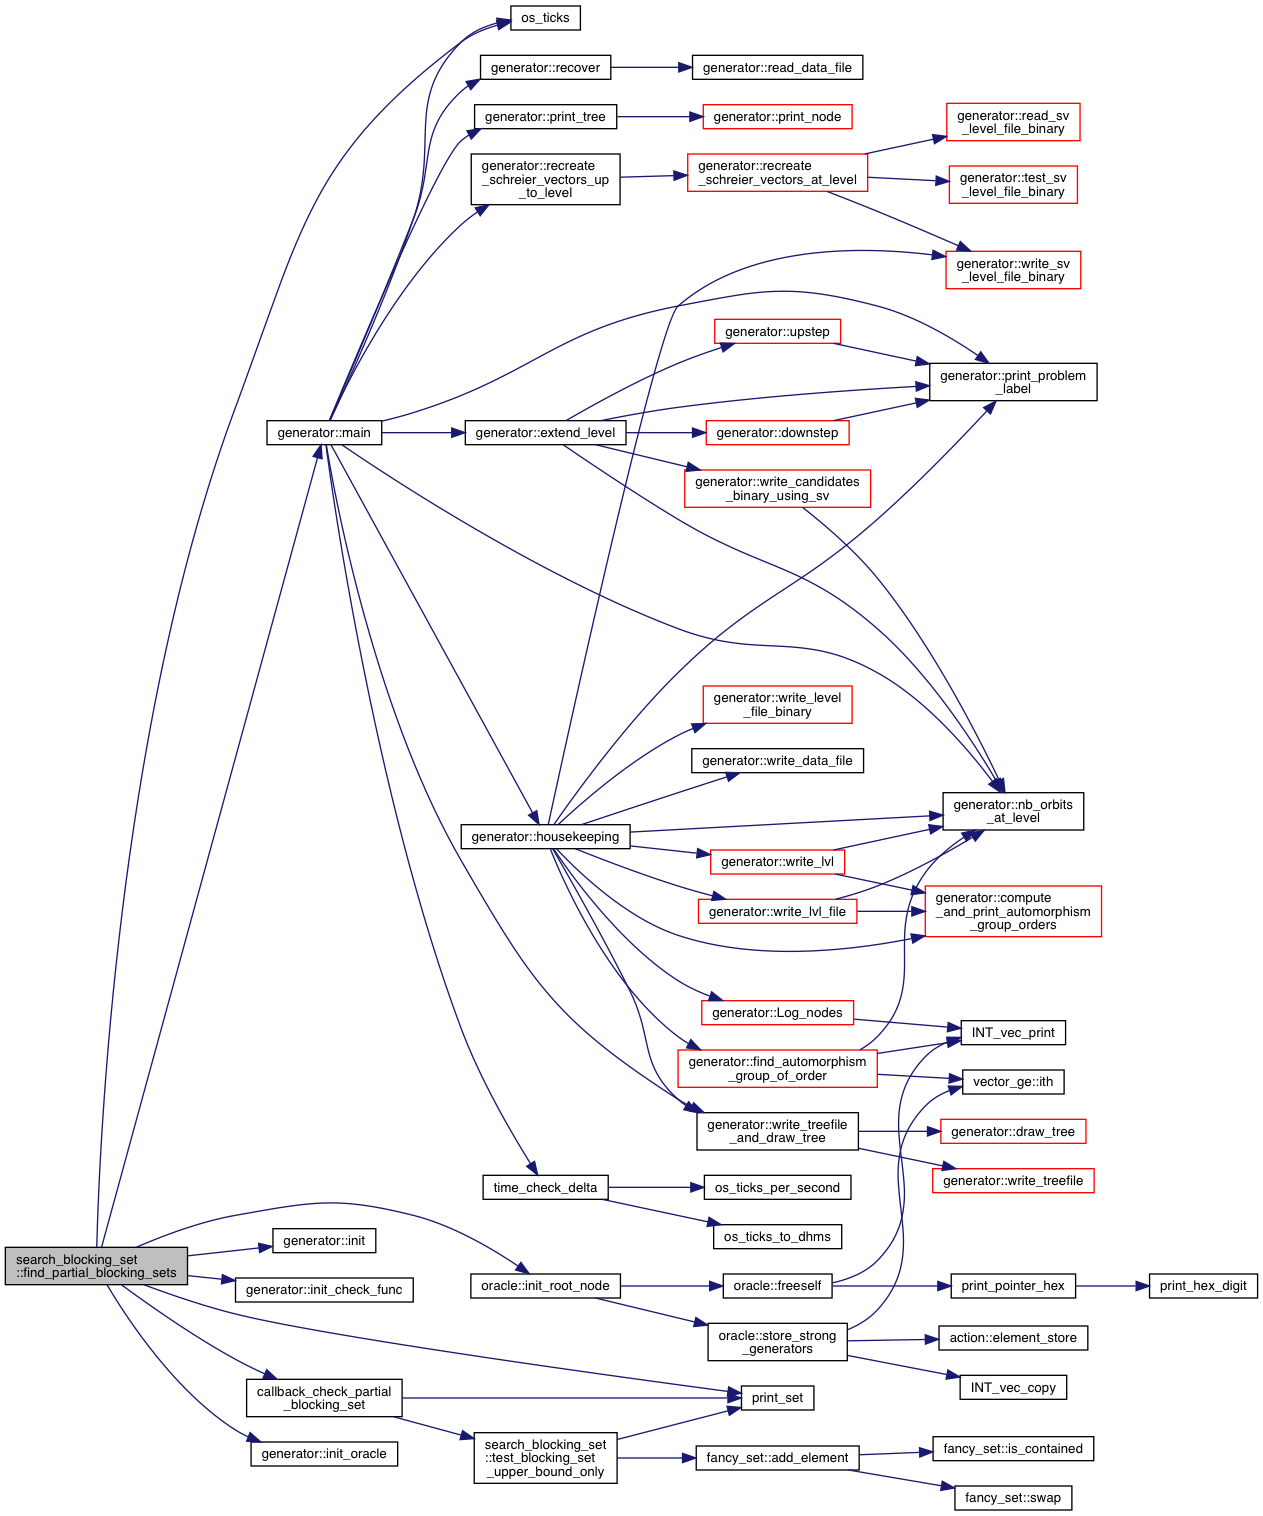 os_ticks
generator::recover
generator::read_data_file
generator::print_tree
generator::print_node
generator::read_sv
_level_file_binary
generator::recreate
_schreier_vectors_up
_to_level
generator::recreate
_schreier_vectors_at_level
generator::test_sv
_level_file_binary
generator::write_sv
_level_file_binary
generator::upstep
generator::print_problem
_label
generator::main
generator::extend_level
generator::downstep
generator::write_candidates
_binary_using_sv
generator::write_level
_file_binary
generator::write_data_file
generator::nb_orbits
_at_level
generator::housekeeping
generator::write_lvl
generator::write_lvl_file
generator::compute
_and_print_automorphism
_group_orders
generator::Log_nodes
INT_vec_print
generator::find_automorphism
_group_of_order
vector_ge::ith
generator::write_treefile
_and_draw_tree
generator::draw_tree
generator::write_treefile
time_check_delta
os_ticks_per_second
os_ticks_to_dhms
search_blocking_set
::find_partial_blocking_sets
generator::init
generator::init_check_func
oracle::init_root_node
oracle::freeself
print_pointer_hex
print_hex_digit
oracle::store_strong
_generators
action::element_store
INT_vec_copy
callback_check_partial
_blocking_set
print_set
generator::init_oracle
search_blocking_set
::test_blocking_set
_upper_bound_only
fancy_set::add_element
fancy_set::is_contained
fancy_set::swap